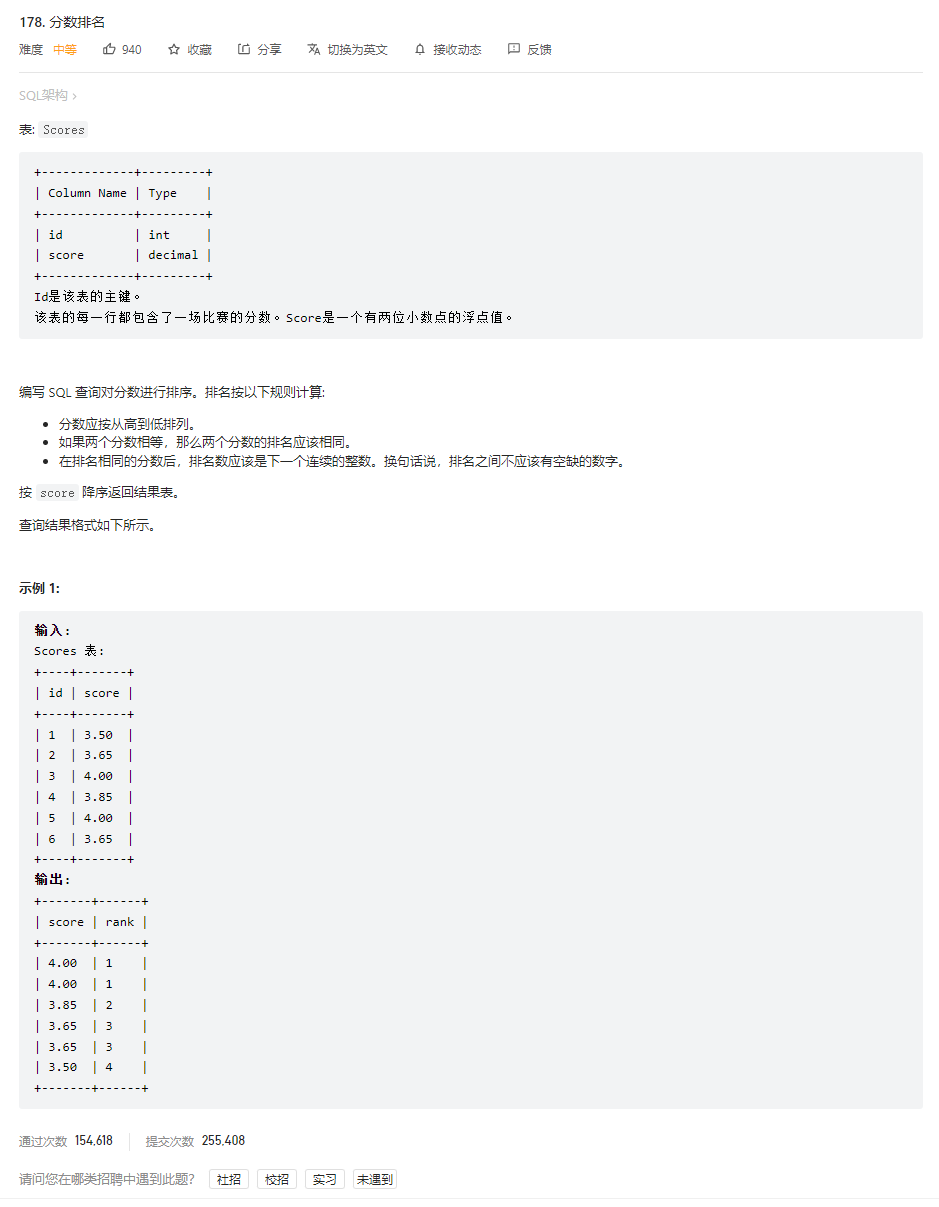 178. 分数排名
难度 中等 940 收藏 分享 切换为英文 接收动态 反馈
SQL架构 ›
表: Scores
+-------------+---------+
| Column Name | Type    |
+-------------+---------+
| id          | int     |
| score       | decimal |
+-------------+---------+
Id是该表的主键。
该表的每一行都包含了一场比赛的分数。Score是一个有两位小数点的浮点值。
编写 SQL 查询对分数进行排序。排名按以下规则计算:
• 分数应按从高到低排列。
• 如果两个分数相等，那么两个分数的排名应该相同。
• 在排名相同的分数后，排名数应该是下一个连续的整数。换句话说，排名之间不应该有空缺的数字。
按 score 降序返回结果表。
查询结果格式如下所示。
示例 1:
输入:
Scores 表:
+----+-------+
| id | score |
+----+-------+
| 1  | 3.50  |
| 2  | 3.65  |
| 3  | 4.00  |
| 4  | 3.85  |
| 5  | 4.00  |
| 6  | 3.65  |
+----+-------+
输出:
+-------+------+
| score | rank |
+-------+------+
| 4.00  | 1    |
| 4.00  | 1    |
| 3.85  | 2    |
| 3.65  | 3    |
| 3.65  | 3    |
| 3.50  | 4    |
+-------+------+
通过次数 154,618 提交次数 255,408
请问您在哪类招聘中遇到此题? 社招 校招 实习 未遇到